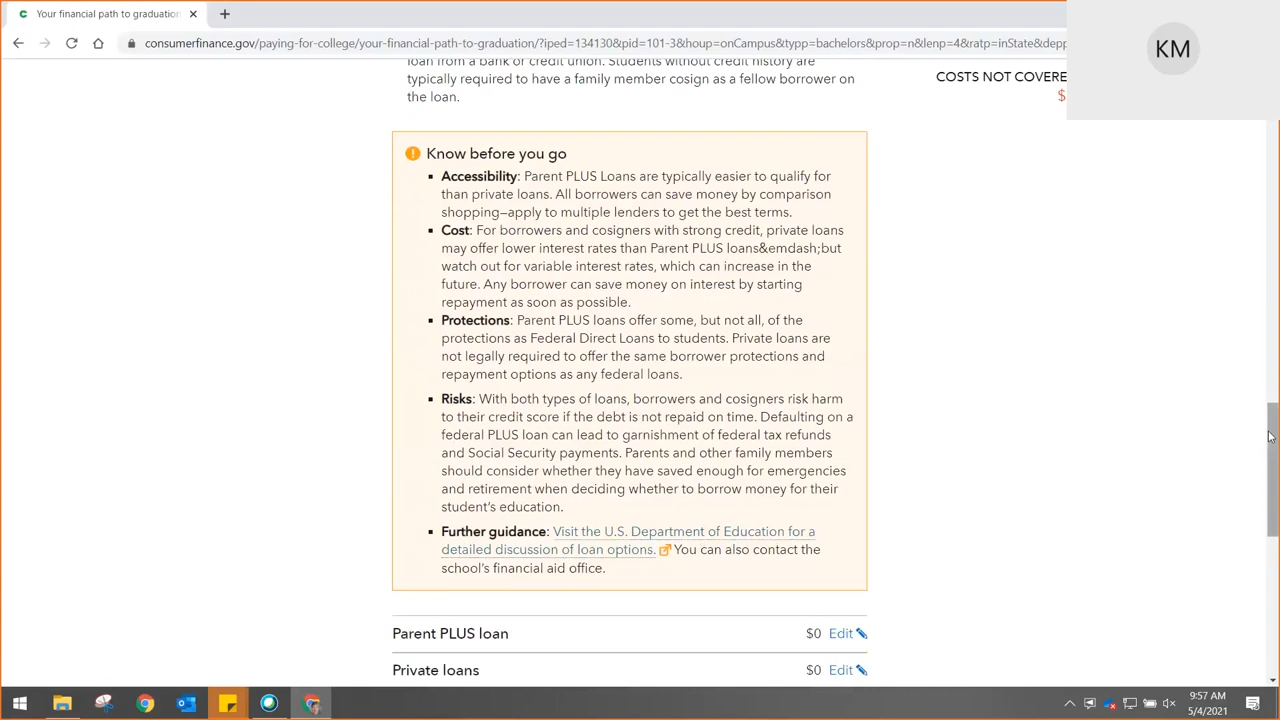 Your financial path to graduation
consumerfinance.gov/paying-for-college/your-financial-path-to-graduation/?iped=134130&pid=101-3&houp=onCampus&typp=bachelors&prop=n&lenp=4&ratp=inState&depp
KM
loan from a bank or credit union. Students without credit history are
typically required to have a family member cosign as a fellow borrower on
the loan.
COSTS NOT COVERE
$
Know before you go
Accessibility: Parent PLUS Loans are typically easier to qualify for
than private loans. All borrowers can save money by comparison
shopping—apply to multiple lenders to get the best terms.
Cost: For borrowers and cosigners with strong credit, private loans
may offer lower interest rates than Parent PLUS loans&emdash;but
watch out for variable interest rates, which can increase in the
future. Any borrower can save money on interest by starting
repayment as soon as possible.
Protections: Parent PLUS loans offer some, but not all, of the
protections as Federal Direct Loans to students. Private loans are
not legally required to offer the same borrower protections and
repayment options as any federal loans.
Risks: With both types of loans, borrowers and cosigners risk harm
to their credit score if the debt is not repaid on time. Defaulting on a
federal PLUS loan can lead to garnishment of federal tax refunds
and Social Security payments. Parents and other family members
should consider whether they have saved enough for emergencies
and retirement when deciding whether to borrow money for their
student's education.
Further guidance: Visit the U.S. Department of Education for a
detailed discussion of loan options. You can also contact the
school's financial aid office.
Parent PLUS loan $0 Edit
Private loans $0 Edit
9:57 AM
5/4/2021